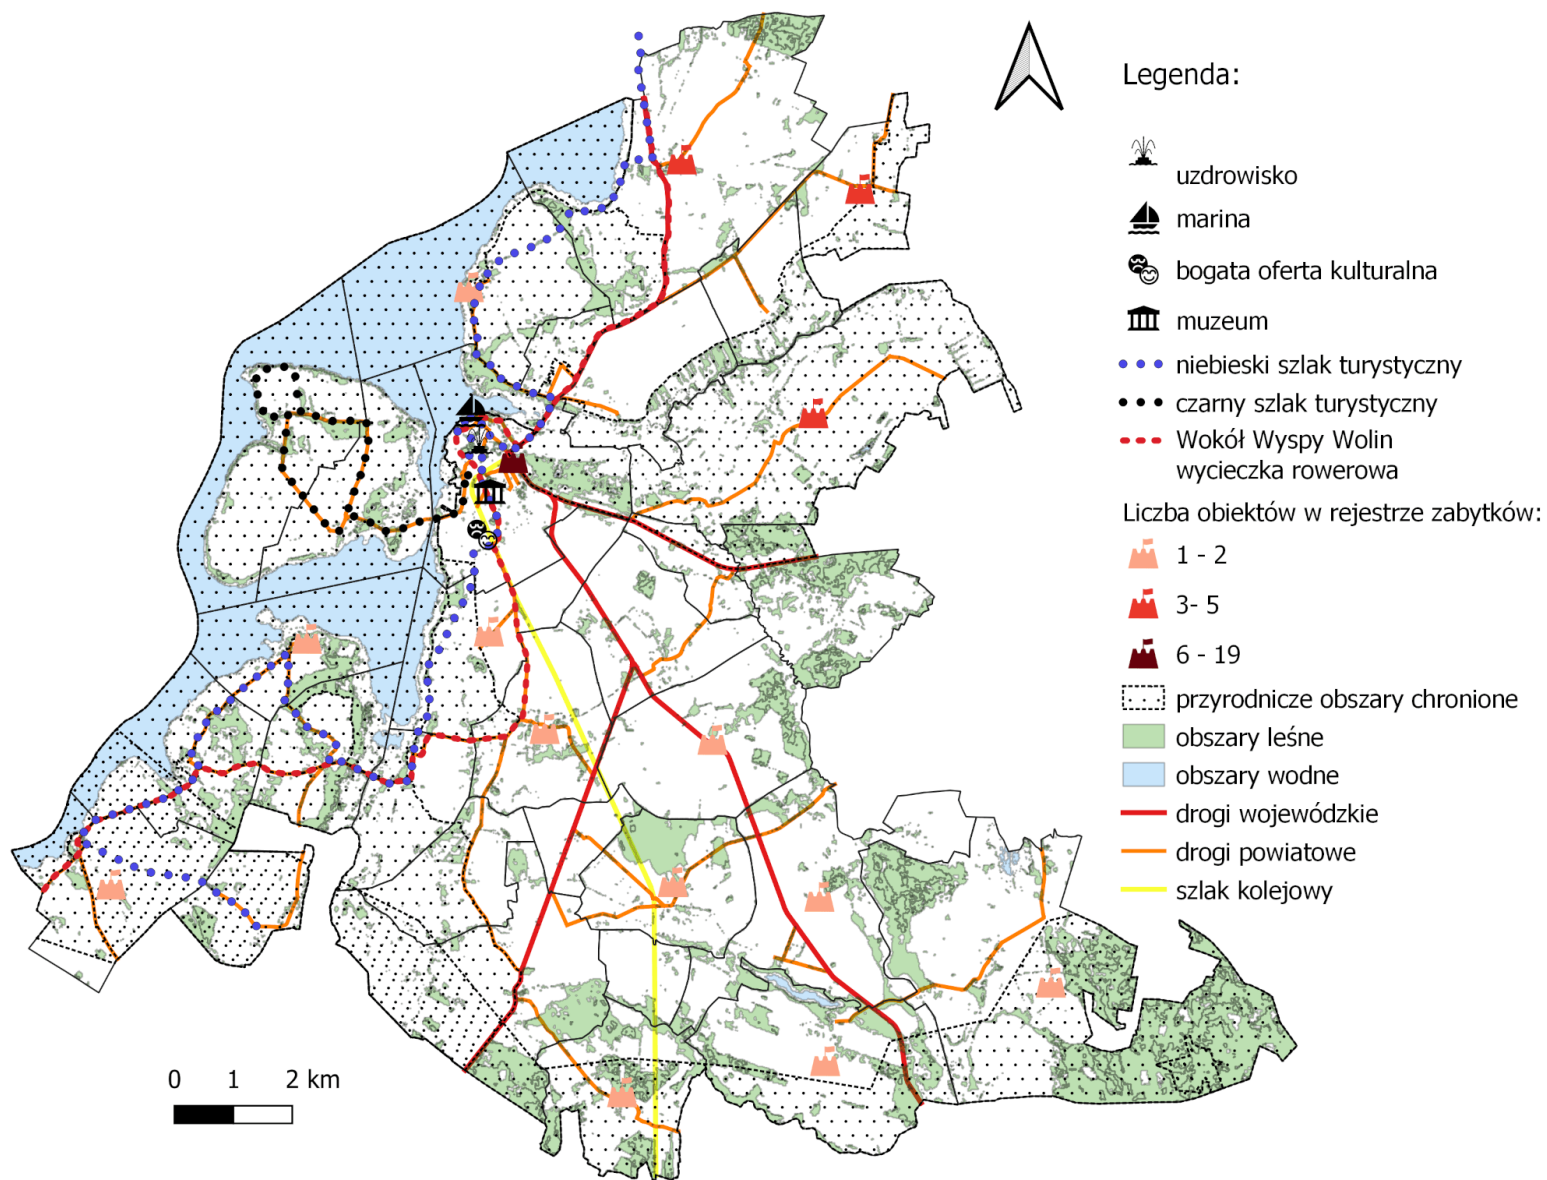 Legenda:
uzdrowisko
marina
bogata oferta kulturalna
muzeum
niebieski szlak turystyczny
czarny szlak turystyczny
Wokół Wyspy Wolin
wycieczka rowerowa
Liczba obiektów w rejestrze zabytków:
1 - 2
3- 5
6 - 19
przyrodnicze obszary chronione
obszary leśne
obszary wodne
drogi wojewódzkie
drogi powiatowe
szlak kolejowy
0 1 2 km